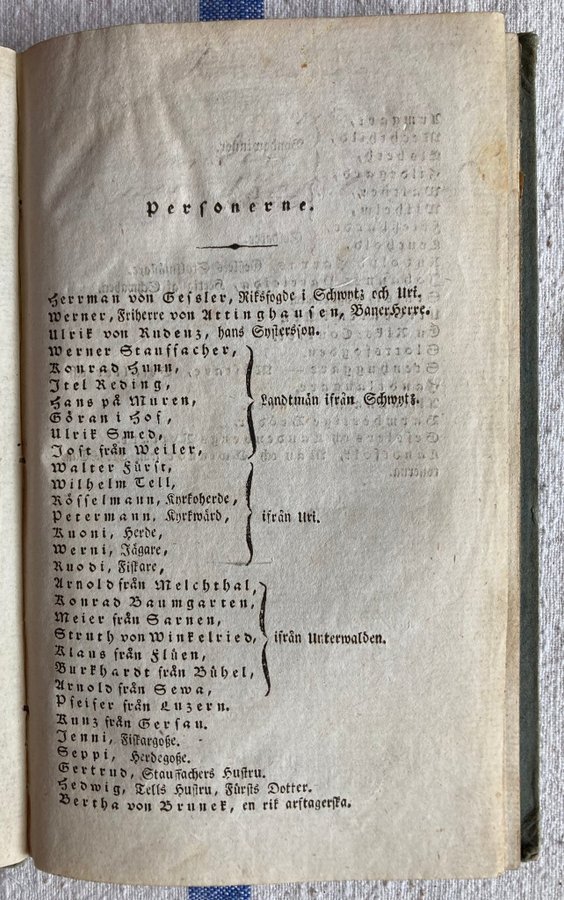 Personerne.
Herrman von Gessler, Riksfogde i Schwytz och Uri.
Werner, Friherre von Attinghausen, BanerHerre.
Ulrik von Rudenz, hans Systerson.
Werner Stauffacher,
Konrad Hunn,
Itel Reding,
Hans på Muren,
Göran i Hof,
Ulrik Smed,
Jost från Weiler,
Landtmän ifrån Schwytz.
Walter Fürst,
Wilhelm Tell,
Rösselmann, Kyrkoherde,
Petermann, Kyrkwärd,
Kuoni, Herde,
Werni, Jägare,
Ruodi, Fiskare,
ifrån Uri.
Arnold från Melchthal,
Konrad Baumgarten,
Meier från Sarnen,
Struth von Winkelried,
Klaus från Flüen,
Burkhardt från Bühel,
Arnold från Sewa,
ifrån Unterwalden.
Pfeifer från Luzern.
Kunz från Gersau.
Jenni, Fiskargosse.
Seppi, Herdegosse.
Gertrud, Stauffachers Hustru.
Hedwig, Tells Hustru, Fürsts Dotter.
Bertha von Brunek, en rik arftagerska.